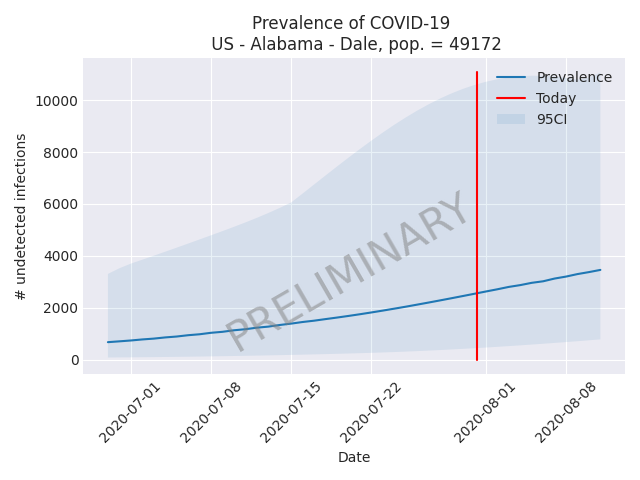 Prevalence of COVID-19
US - Alabama - Dale, pop. = 49172
Prevalence
Today
95CI
10000
8000
6000
4000
2000
0
# undetected infections
PRELIMINARY
2020-07-01
2020-07-08
2020-07-15
2020-07-22
2020-08-01
2020-08-08
Date